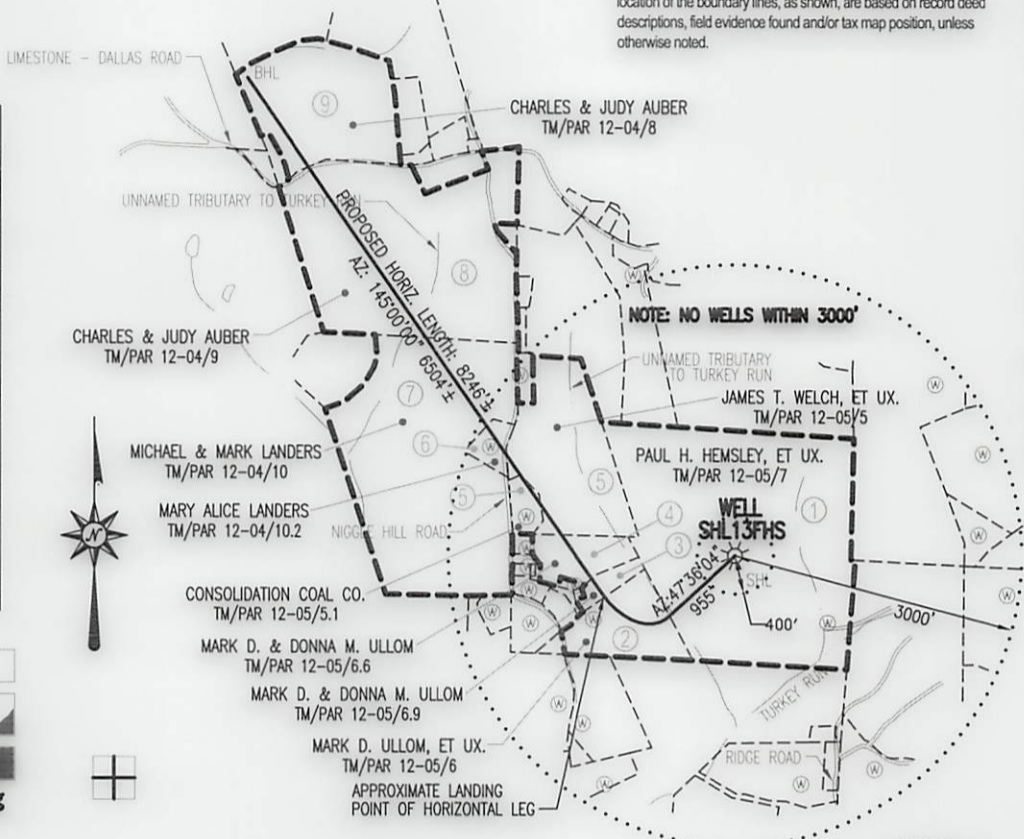 location of the boundary lines, as shown, are based on record deed
descriptions, field evidence found and/or tax map position, unless
otherwise noted.
LIMESTONE - DALLAS ROAD
BHL
9
CHARLES & JUDY AUBER
TM/PAR 12-04/8
UNNAMED TRIBUTARY TO TURKEY RUN
PROPOSED HORIZ. LENGTH: 8246'±
AZ: 145°00'00" 6504'±
8
W
NOTE: NO WELLS WITHIN 3000'
CHARLES & JUDY AUBER
TM/PAR 12-04/9
UNNAMED TRIBUTARY
TO TURKEY RUN
W
W
JAMES T. WELCH, ET UX.
TM/PAR 12-05/5
7
MICHAEL & MARK LANDERS
TM/PAR 12-04/10
6
W
PAUL H. HEMSLEY, ET UX.
TM/PAR 12-05/7
W
5
5
1
MARY ALICE LANDERS
TM/PAR 12-04/10.2
NIGGLE HILL ROAD
WELL
SHL13FHS
4
W
W
3
N
W
AZ:47°36'04"
955'
SHL
W
CONSOLIDATION COAL CO.
TM/PAR 12-05/5.1
W
W
W
400'
3000'
W
2
MARK D. & DONNA M. ULLOM
TM/PAR 12-05/6.6
MARK D. & DONNA M. ULLOM
TM/PAR 12-05/6.9
W
W
TURKEY RUN
MARK D. ULLOM, ET UX.
TM/PAR 12-05/6
RIDGE ROAD
W
W
W
APPROXIMATE LANDING
POINT OF HORIZONTAL LEG